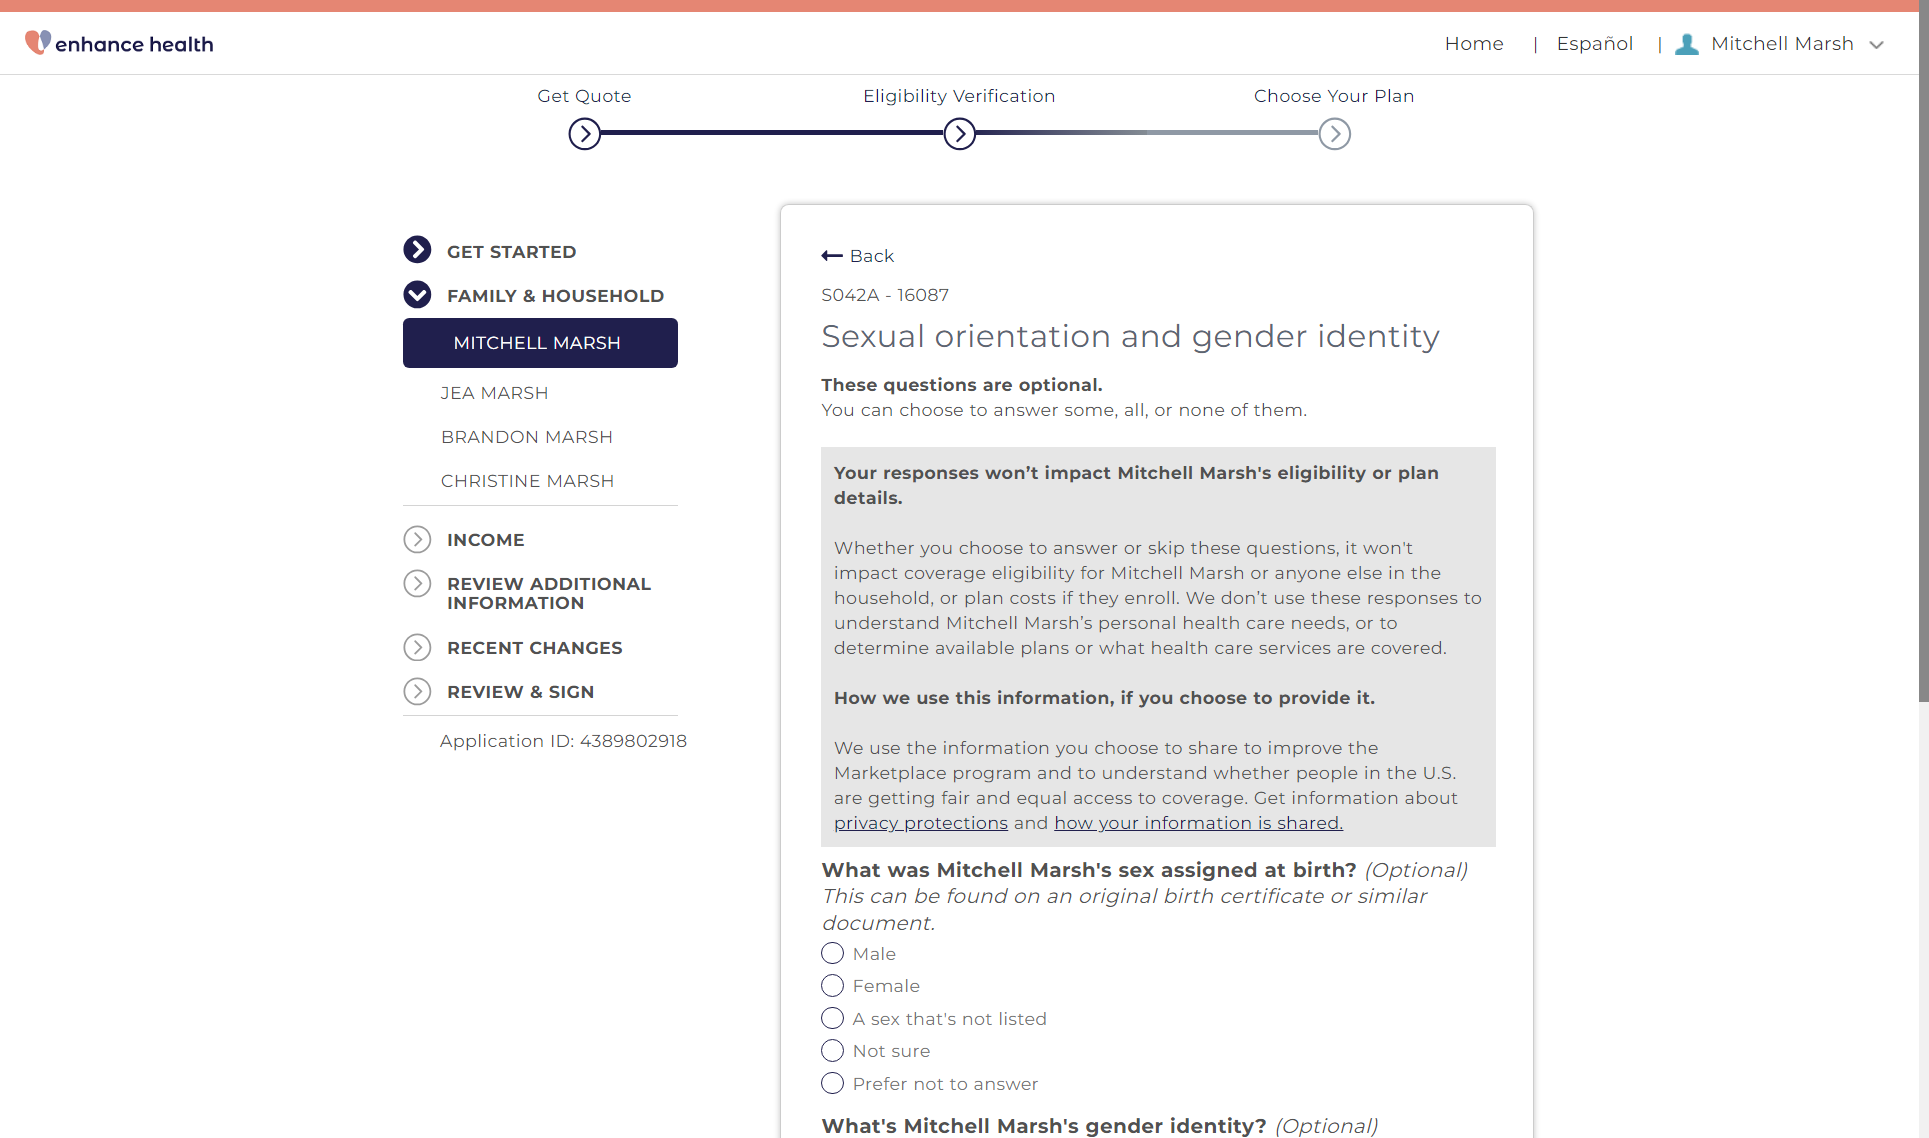 enhance health
Home | Español | Mitchell Marsh
Get Quote
Eligibility Verification
Choose Your Plan
GET STARTED
FAMILY & HOUSEHOLD
MITCHELL MARSH
JEA MARSH
BRANDON MARSH
CHRISTINE MARSH
INCOME
REVIEW ADDITIONAL
INFORMATION
RECENT CHANGES
REVIEW & SIGN
Application ID: 4389802918
Back
S042A - 16087
Sexual orientation and gender identity
These questions are optional.
You can choose to answer some, all, or none of them.
Your responses won’t impact Mitchell Marsh's eligibility or plan
details.
Whether you choose to answer or skip these questions, it won't
impact coverage eligibility for Mitchell Marsh or anyone else in the
household, or plan costs if they enroll. We don’t use these responses to
understand Mitchell Marsh’s personal health care needs, or to
determine available plans or what health care services are covered.
How we use this information, if you choose to provide it.
We use the information you choose to share to improve the
Marketplace program and to understand whether people in the U.S.
are getting fair and equal access to coverage. Get information about
privacy protections and how your information is shared.
What was Mitchell Marsh's sex assigned at birth? (Optional)
This can be found on an original birth certificate or similar
document.
Male
Female
A sex that's not listed
Not sure
Prefer not to answer
What's Mitchell Marsh's gender identity? (Optional)